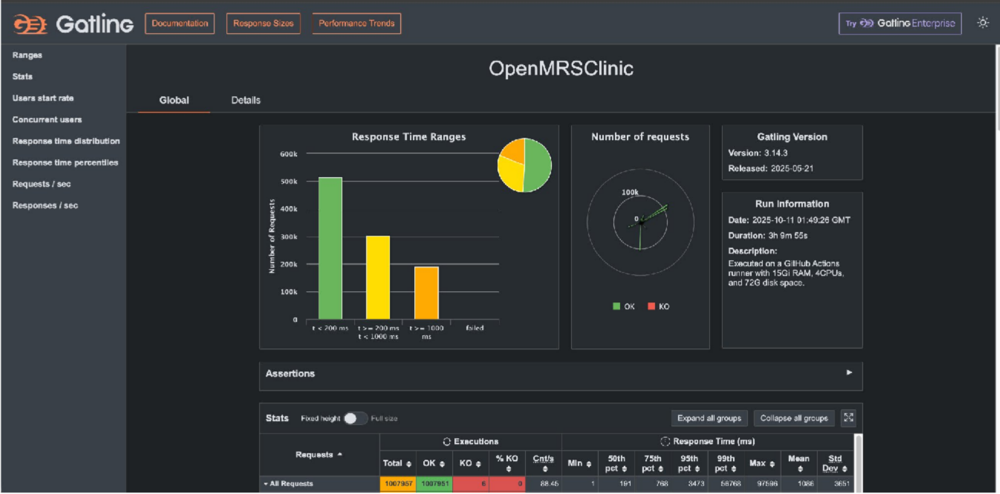 Gatling
Documentation
Response Sizes
Performance Trends
Try Gatling Enterprise
Ranges
Stats
Users start rate
Concurrent users
Response time distribution
Response time percentiles
Requests / sec
Responses / sec
OpenMRSClinic
Global
Details
Response Time Ranges
Number of Requests
600k
500k
400k
300k
200k
100k
0
t < 200 ms
t >= 200 ms
t < 1000 ms
t >= 1000
ms
failed
Number of requests
100k
0
OK
KO
Gatling Version
Version: 3.14.3
Released: 2025-05-21
Run Information
Date: 2025-10-11 01:49:26 GMT
Duration: 3h 9m 55s
Description:
Executed on a GitHub Actions
runner with 15Gi RAM, 4CPUs,
and 72G disk space.
Assertions
Stats
Fixed height
Full size
Expand all groups
Collapse all groups
Executions
Response Time (ms)
Requests
Total
OK
KO
% KO
Cnt/s
Min
50th
pct
75th
pct
95th
pct
99th
pct
Max
Mean
Std
Dev
All Requests
1007957
1007951
6
0
88.45
1
191
768
3473
58768
97596
1086
3651